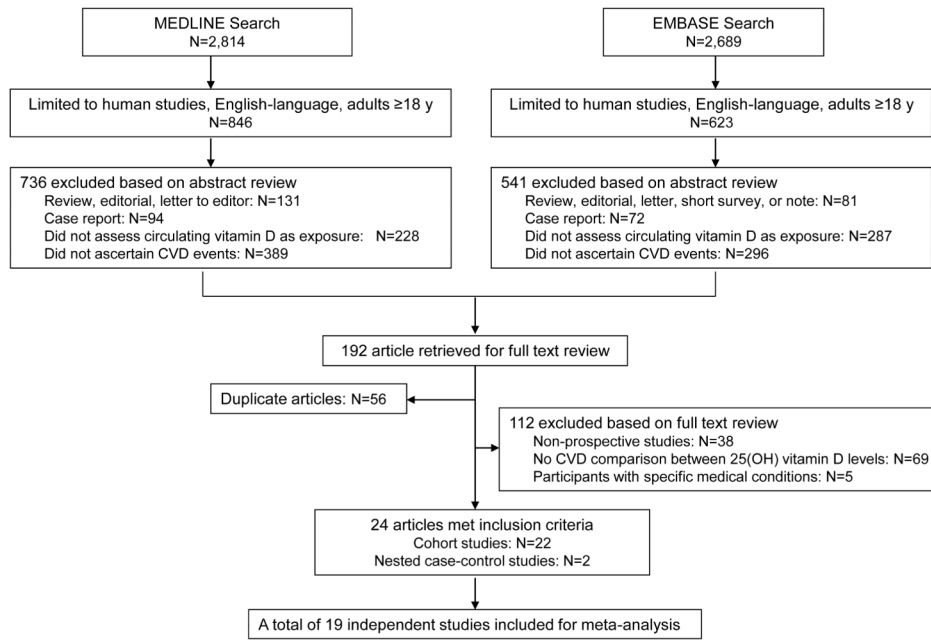 MEDLINE Search
N=2,814
EMBASE Search
N=2,689
Limited to human studies, English-language, adults ≥18 y
N=846
Limited to human studies, English-language, adults ≥18 y
N=623
736 excluded based on abstract review
Review, editorial, letter to editor: N=131
Case report: N=94
Did not assess circulating vitamin D as exposure: N=228
Did not ascertain CVD events: N=389
541 excluded based on abstract review
Review, editorial, letter, short survey, or note: N=81
Case report: N=72
Did not assess circulating vitamin D as exposure: N=287
Did not ascertain CVD events: N=296
192 article retrieved for full text review
Duplicate articles: N=56
112 excluded based on full text review
Non-prospective studies: N=38
No CVD comparison between 25(OH) vitamin D levels: N=69
Participants with specific medical conditions: N=5
24 articles met inclusion criteria
Cohort studies: N=22
Nested case-control studies: N=2
A total of 19 independent studies included for meta-analysis